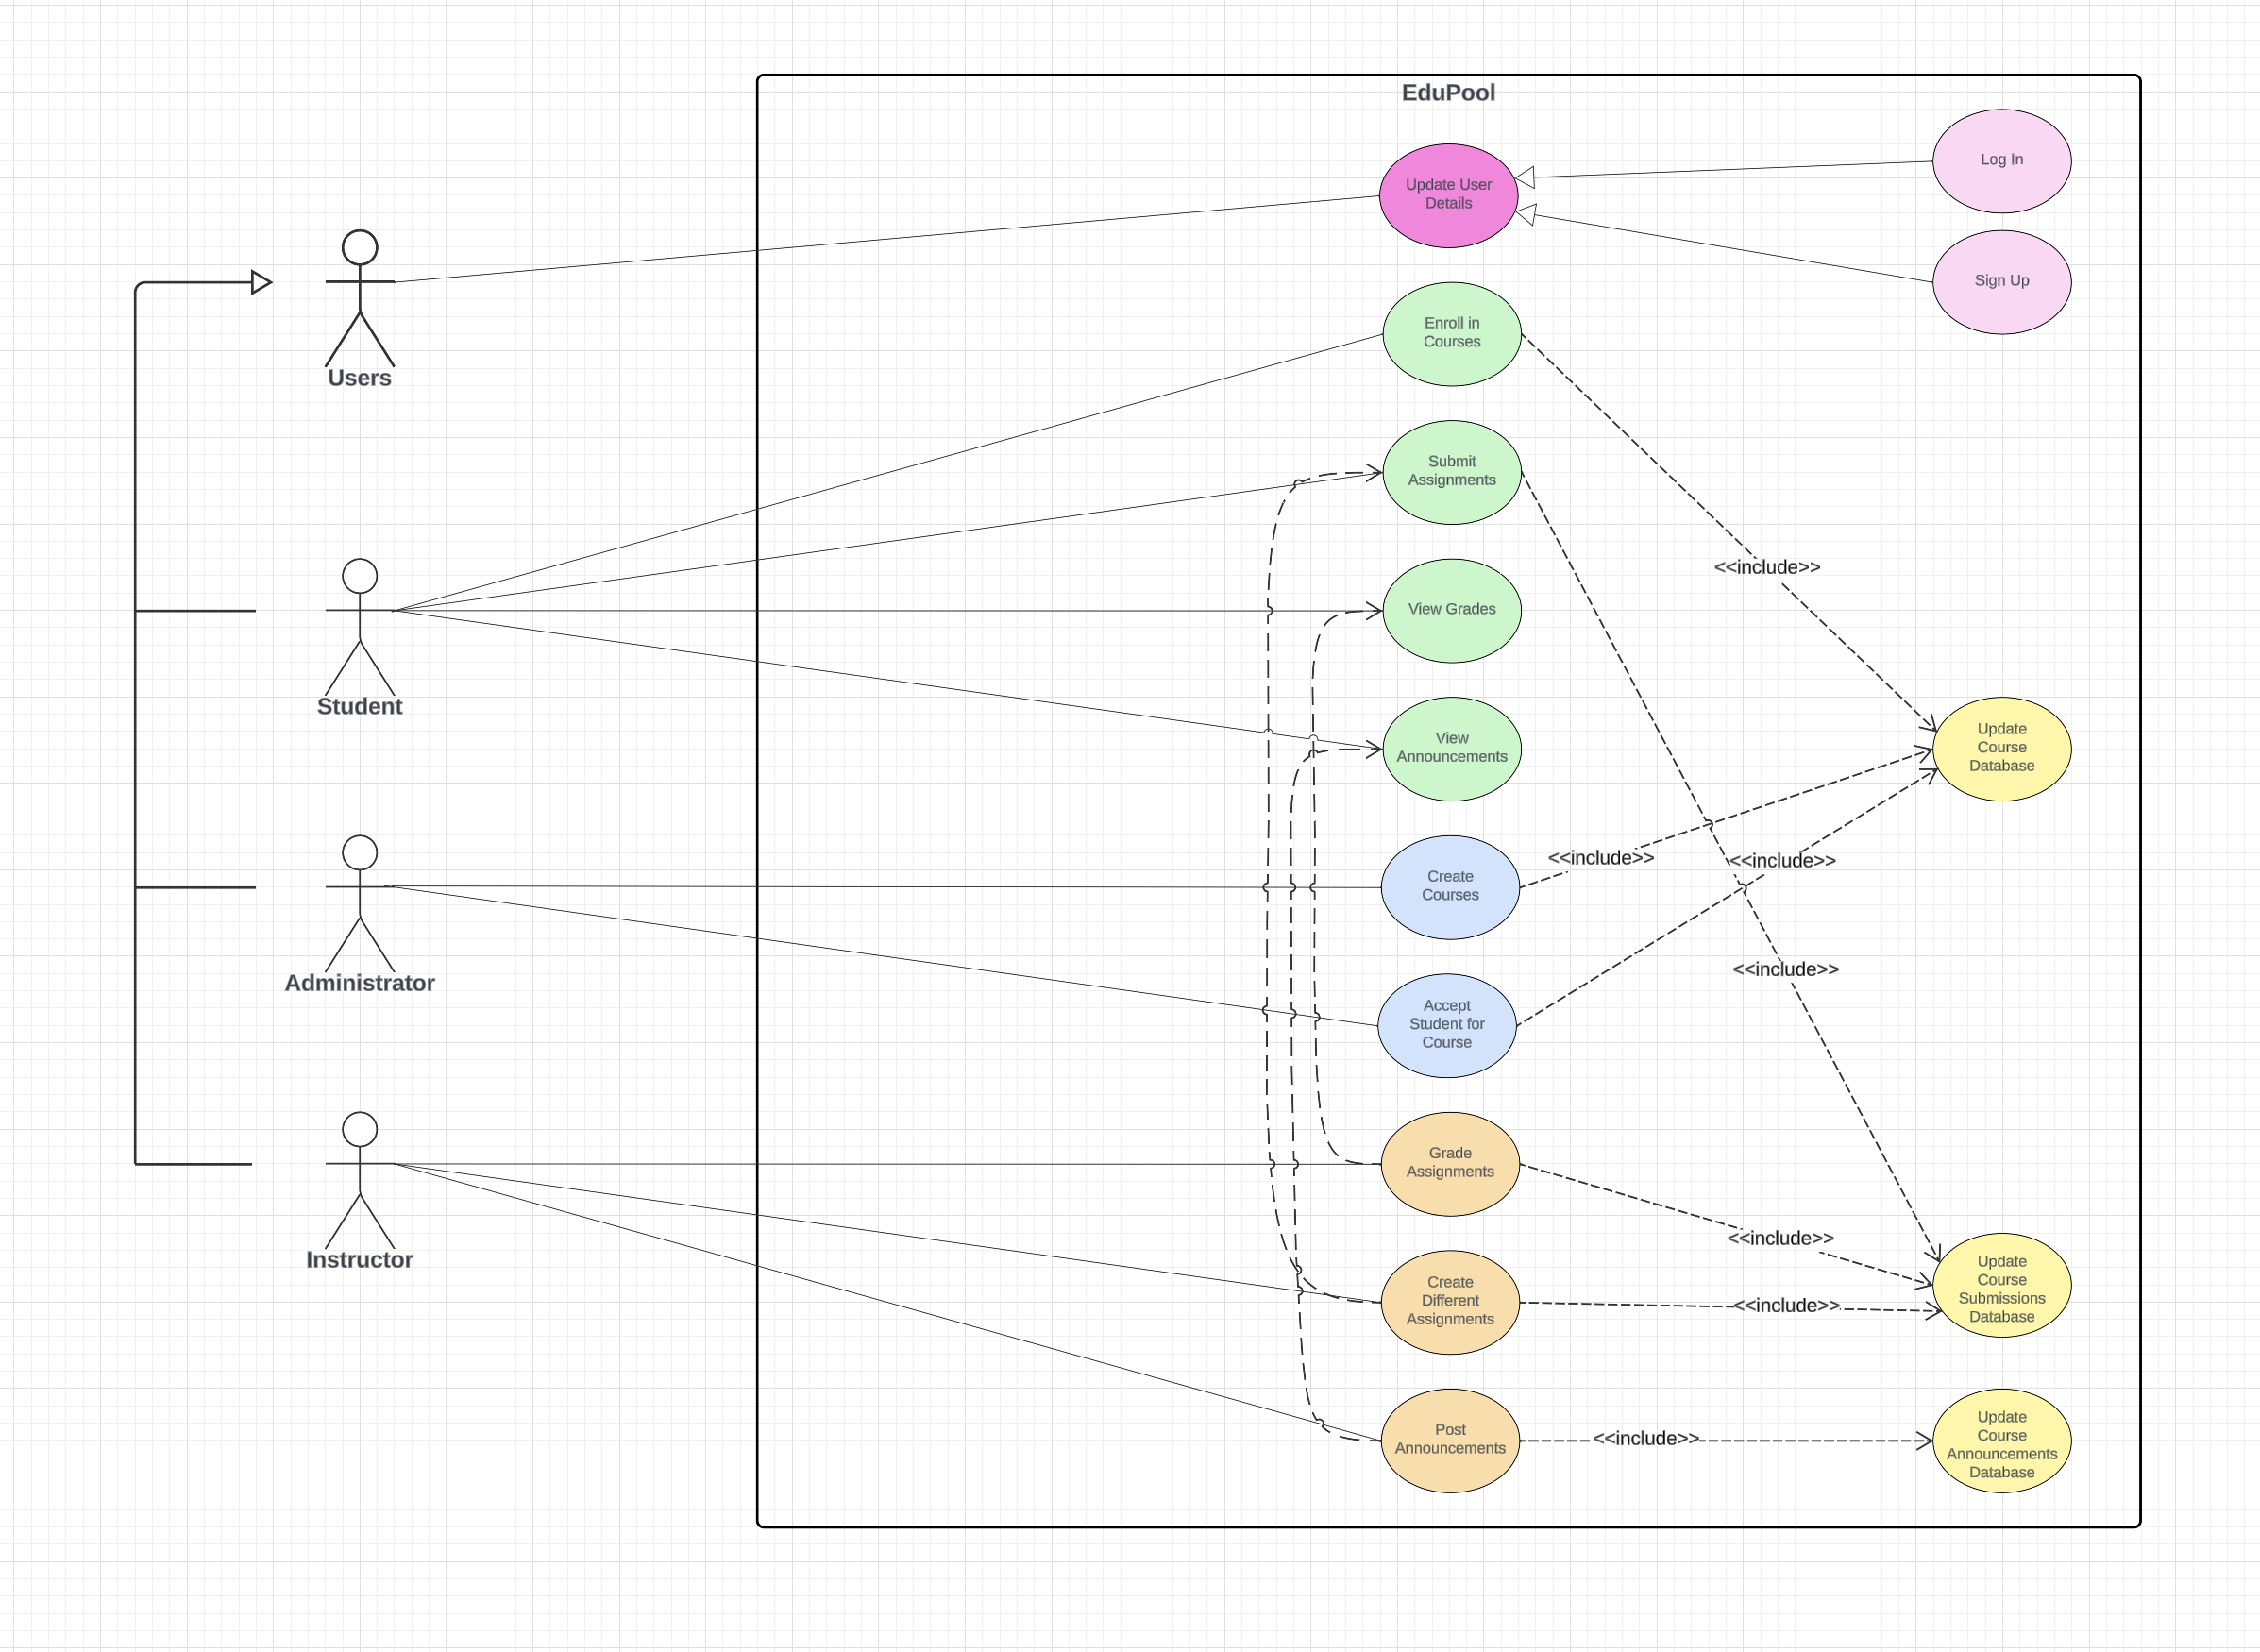 EduPool
Log In
Update User
Details
Sign Up
Users
Enroll in
Courses
Submit
Assignments
<<include>>
View Grades
Student
View
Announcements
Update
Course
Database
<<include>>
<<include>>
Create
Courses
Administrator
<<include>>
Accept
Student for
Course
Grade
Assignments
<<include>>
Instructor
Create
Different
Assignments
<<include>>
Update
Course
Submissions
Database
Post
Announcements
<<include>>
Update
Course
Announcements
Database